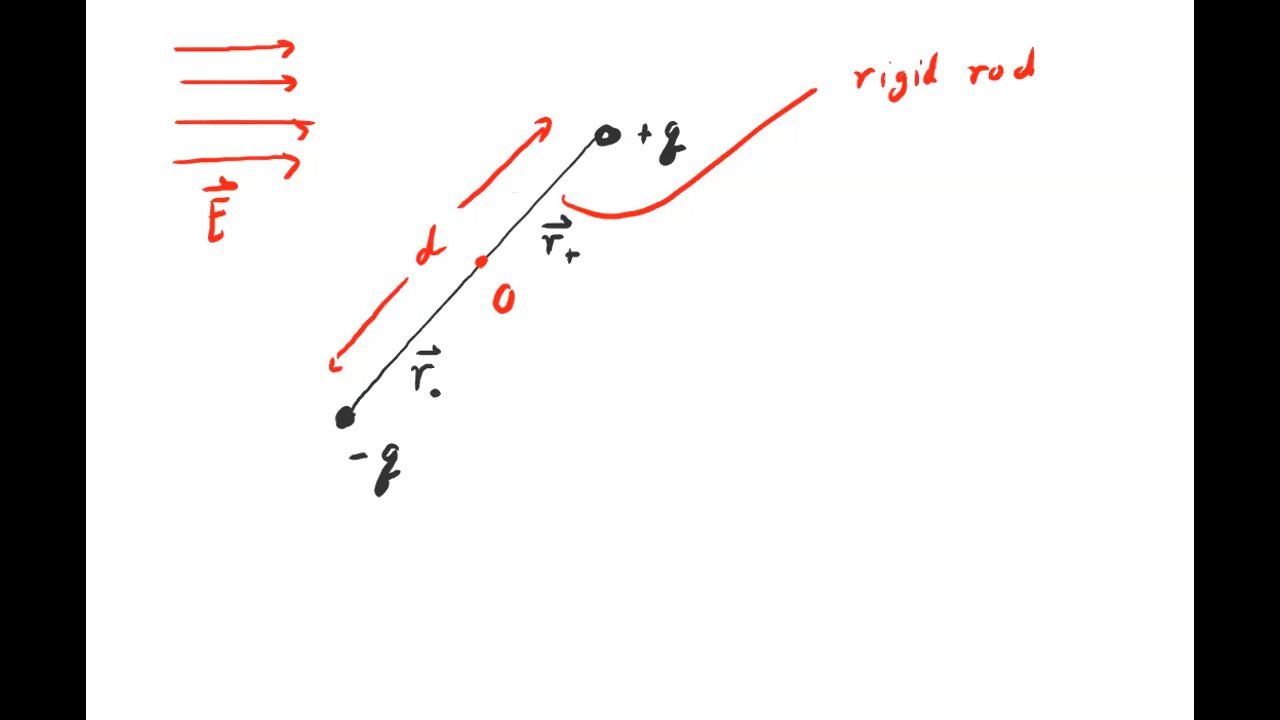 rigid rod
+q
E⃗
d
r⃗₊
O
r⃗.
-q